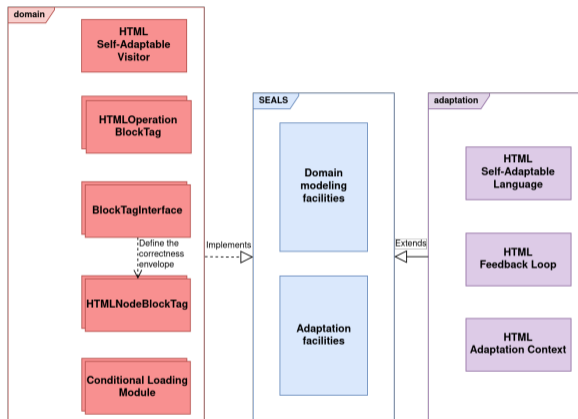 domain
HTML
Self-Adaptable
Visitor
HTMLOperation
BlockTag
BlockTagInterface
Define the
correctness
envelope
HTMLNodeBlockTag
Conditional Loading
Module
Implements
SEALS
Domain
modeling
facilities
Adaptation
facilities
Extends
adaptation
HTML
Self-Adaptable
Language
HTML
Feedback Loop
HTML
Adaptation Context